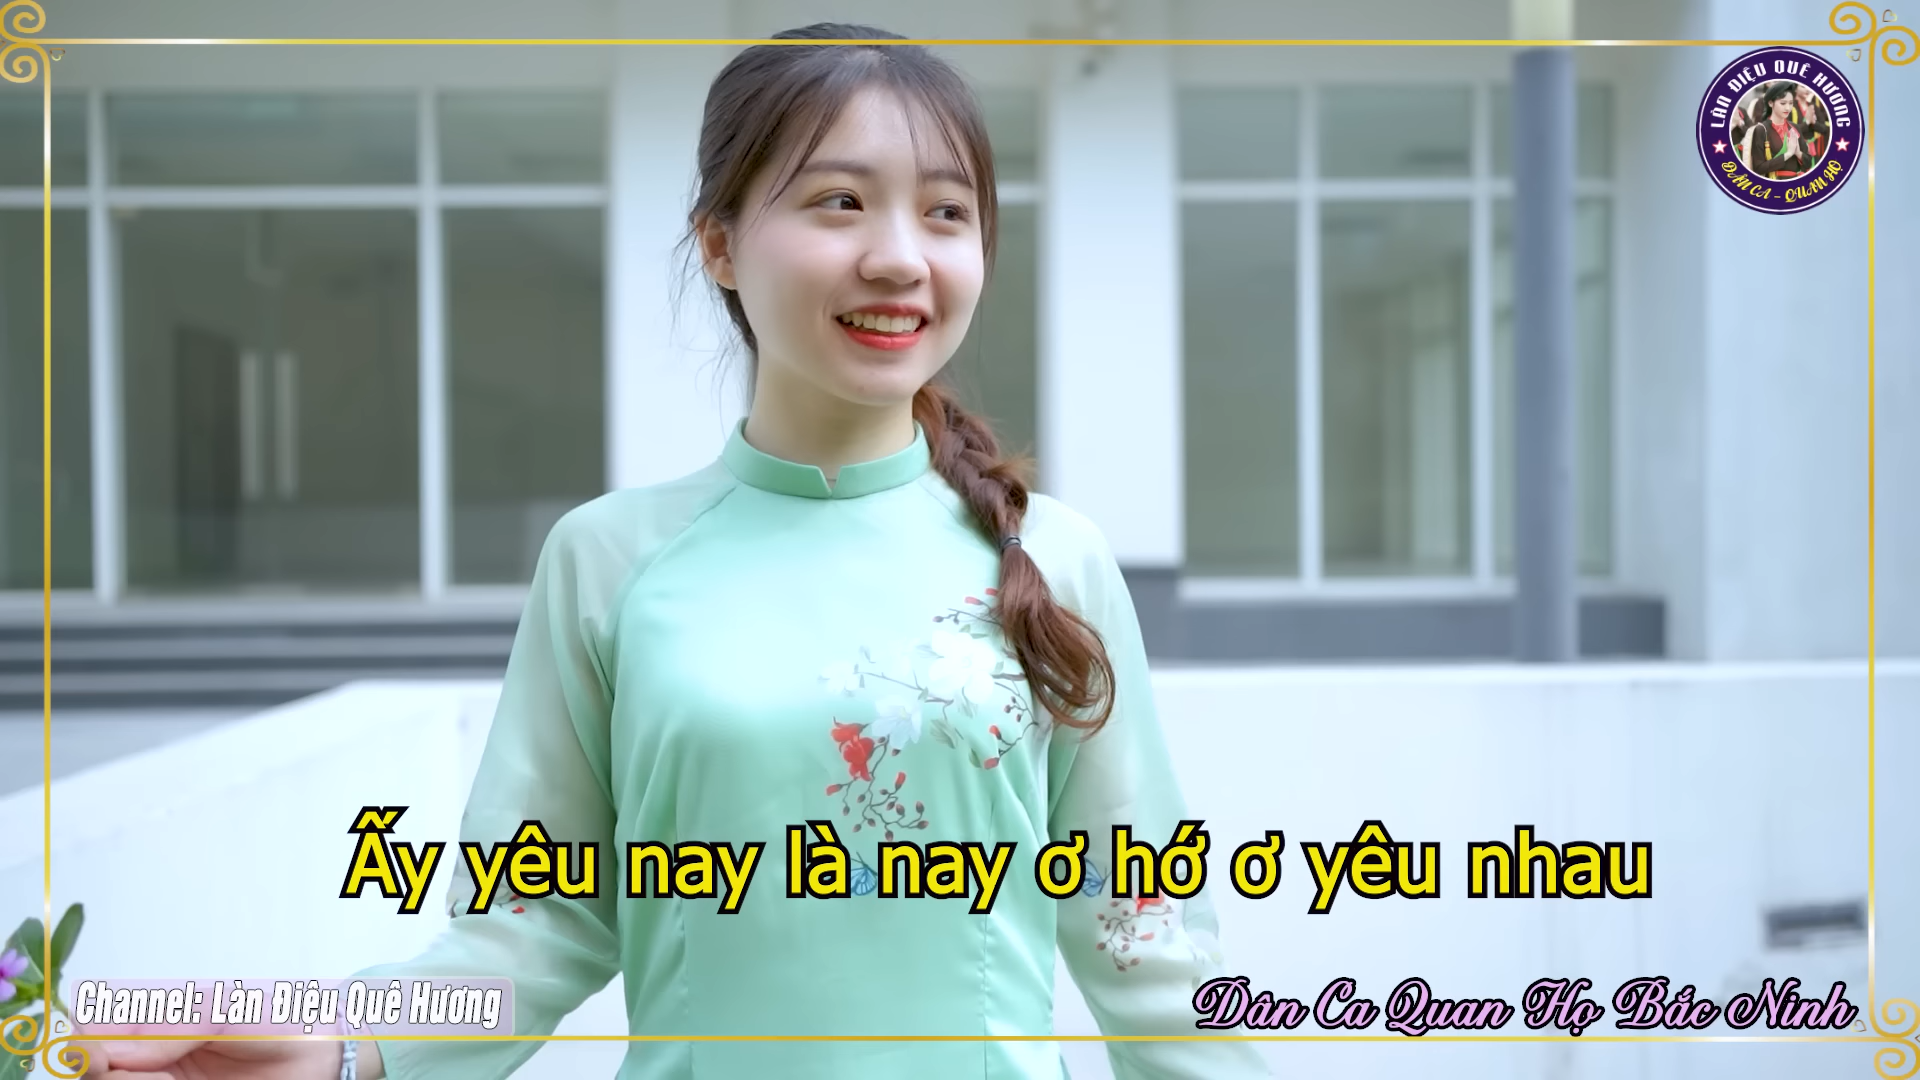 LÀN ĐIỆU QUÊ HƯƠNG
DÂN CA - QUAN HỌ
Ẫy yêu nay là nay ơ hớ ơ yêu nhau
Channel: Làn Điệu Quê Hương
Dân Ca Quan Họ Bắc Ninh